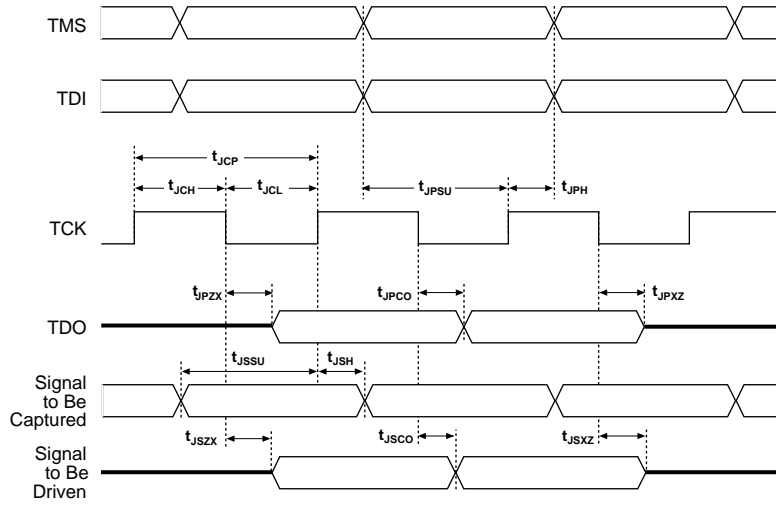 TMS
TDI
tJCP
tJCH tJCL tJPSU tJPH
TCK
tJPZX tJPCO tJPXZ
TDO
tJSSU tJSH
Signal
to Be
Captured
tJSZX tJSCO tJSXZ
Signal
to Be
Driven